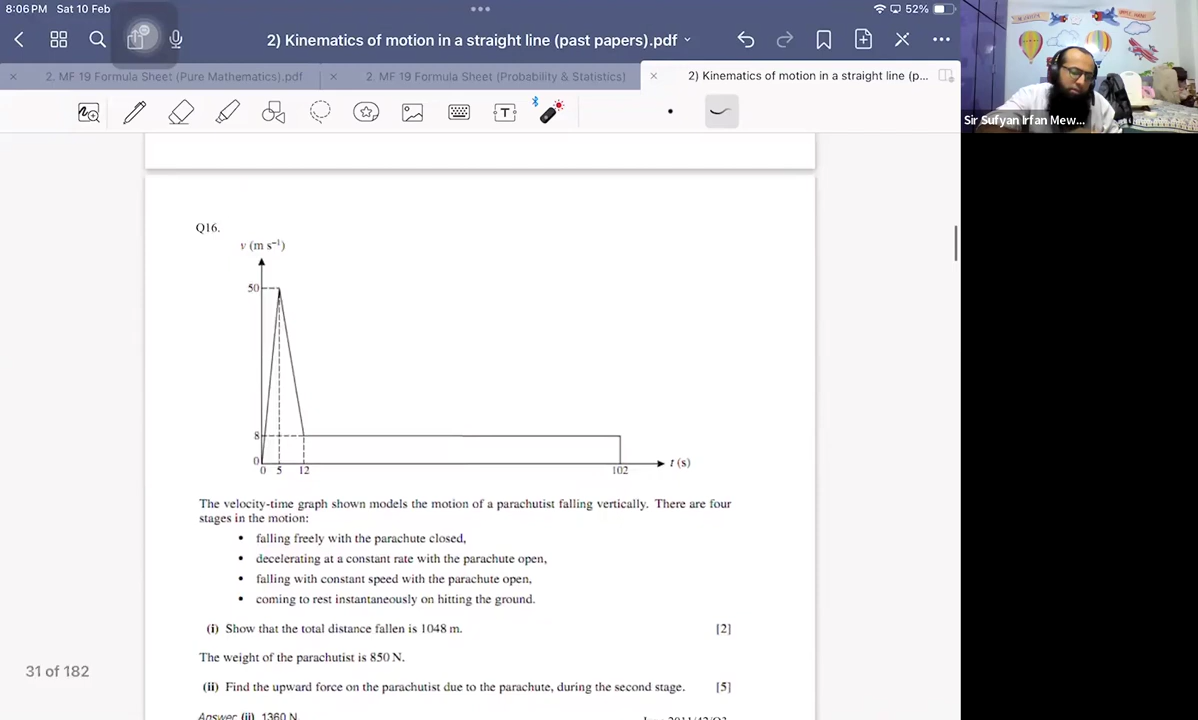 8:06 PM Sat 10 Feb
52%
2) Kinematics of motion in a straight line (past papers).pdf
2. MF 19 Formula Sheet (Pure Mathematics).pdf
2. MF 19 Formula Sheet (Probability & Statistics)
2) Kinematics of motion in a straight line (p...
T
Sir Sufyan Irfan Mew...
Q16.
v (m s⁻¹)
50
8
0
0 5 12 102 t (s)
The velocity-time graph shown models the motion of a parachutist falling vertically. There are four
stages in the motion:
• falling freely with the parachute closed,
• decelerating at a constant rate with the parachute open,
• falling with constant speed with the parachute open,
• coming to rest instantaneously on hitting the ground.
(i) Show that the total distance fallen is 1048 m. [2]
The weight of the parachutist is 850 N.
(ii) Find the upward force on the parachutist due to the parachute, during the second stage. [5]
31 of 182
Answer (ii) 1360 N